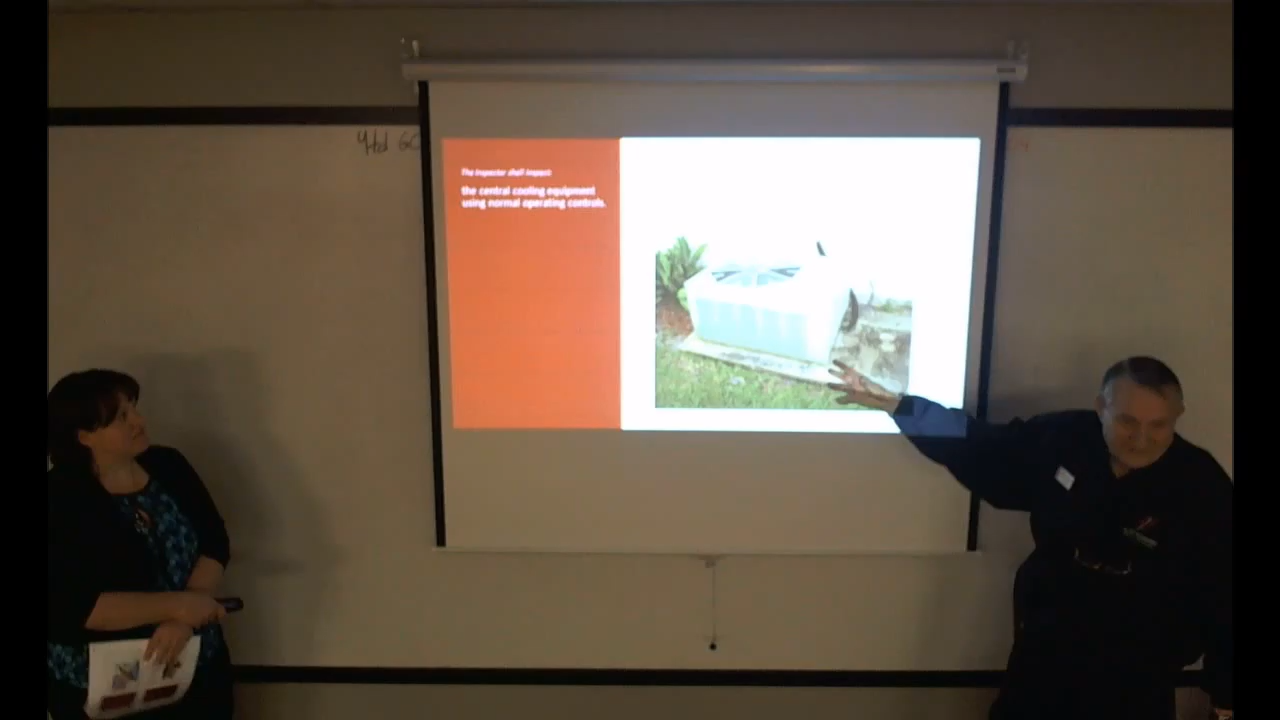 The inspector shall inspect:
the central cooling equipment
using normal operating controls.